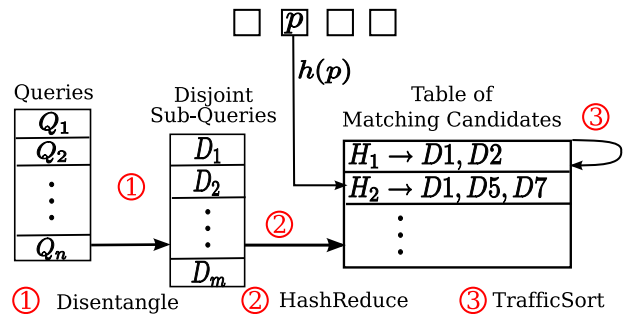 p
h(p)
Queries
Q1
Q2
Qn
Disjoint
Sub-Queries
D1
D2
Dm
Table of
Matching Candidates
H1 → D1, D2
H2 → D1, D5, D7
1
2
3
1 Disentangle
2 HashReduce
3 TrafficSort